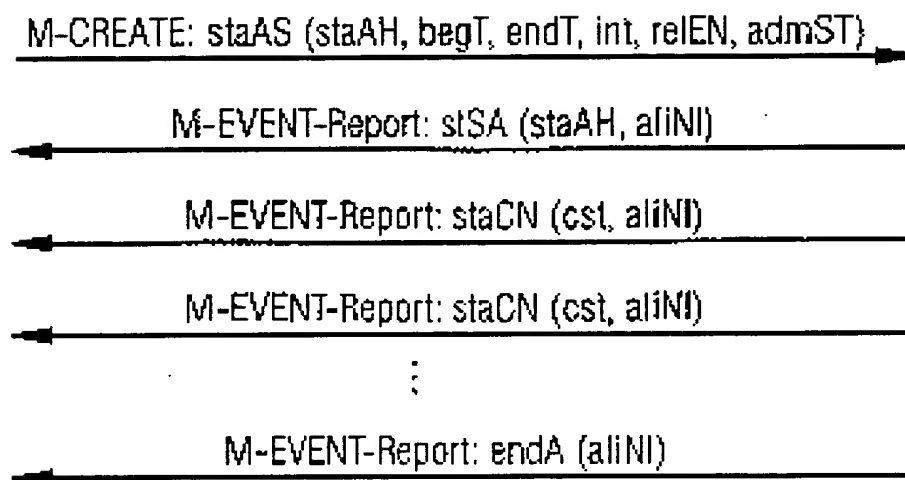 M-CREATE: staAS (staAH, begT, endT, int, relEN, admST)
M-EVENT-Report: stSA (staAH, aliNI)
M-EVENT-Report: staCN (cst, aliNI)
M-EVENT-Report: staCN (cst, aliNI)
⋮
M-EVENT-Report: endA (aliNI)